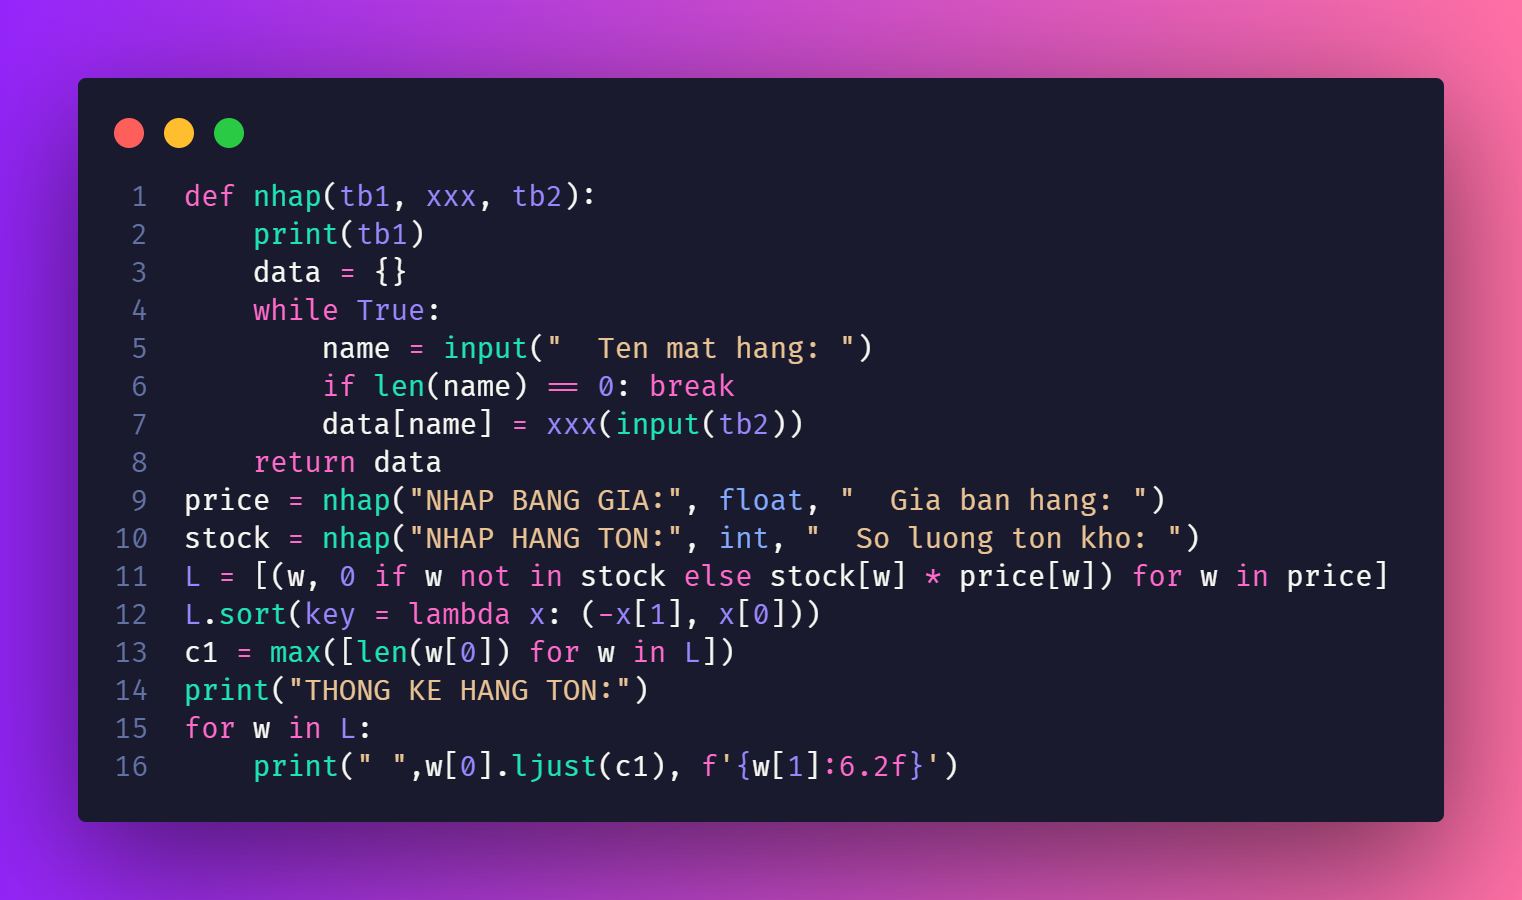 1 def nhap(tb1, xxx, tb2):
2     print(tb1)
3     data = {}
4     while True:
5         name = input("  Ten mat hang: ")
6         if len(name) == 0: break
7         data[name] = xxx(input(tb2))
8     return data
9 price = nhap("NHAP BANG GIA:", float, "  Gia ban hang: ")
10 stock = nhap("NHAP HANG TON:", int, "  So luong ton kho: ")
11 L = [(w, 0 if w not in stock else stock[w] * price[w]) for w in price]
12 L.sort(key = lambda x: (-x[1], x[0]))
13 c1 = max([len(w[0]) for w in L])
14 print("THONG KE HANG TON:")
15 for w in L:
16     print(" ",w[0].ljust(c1), f'{w[1]:6.2f}')